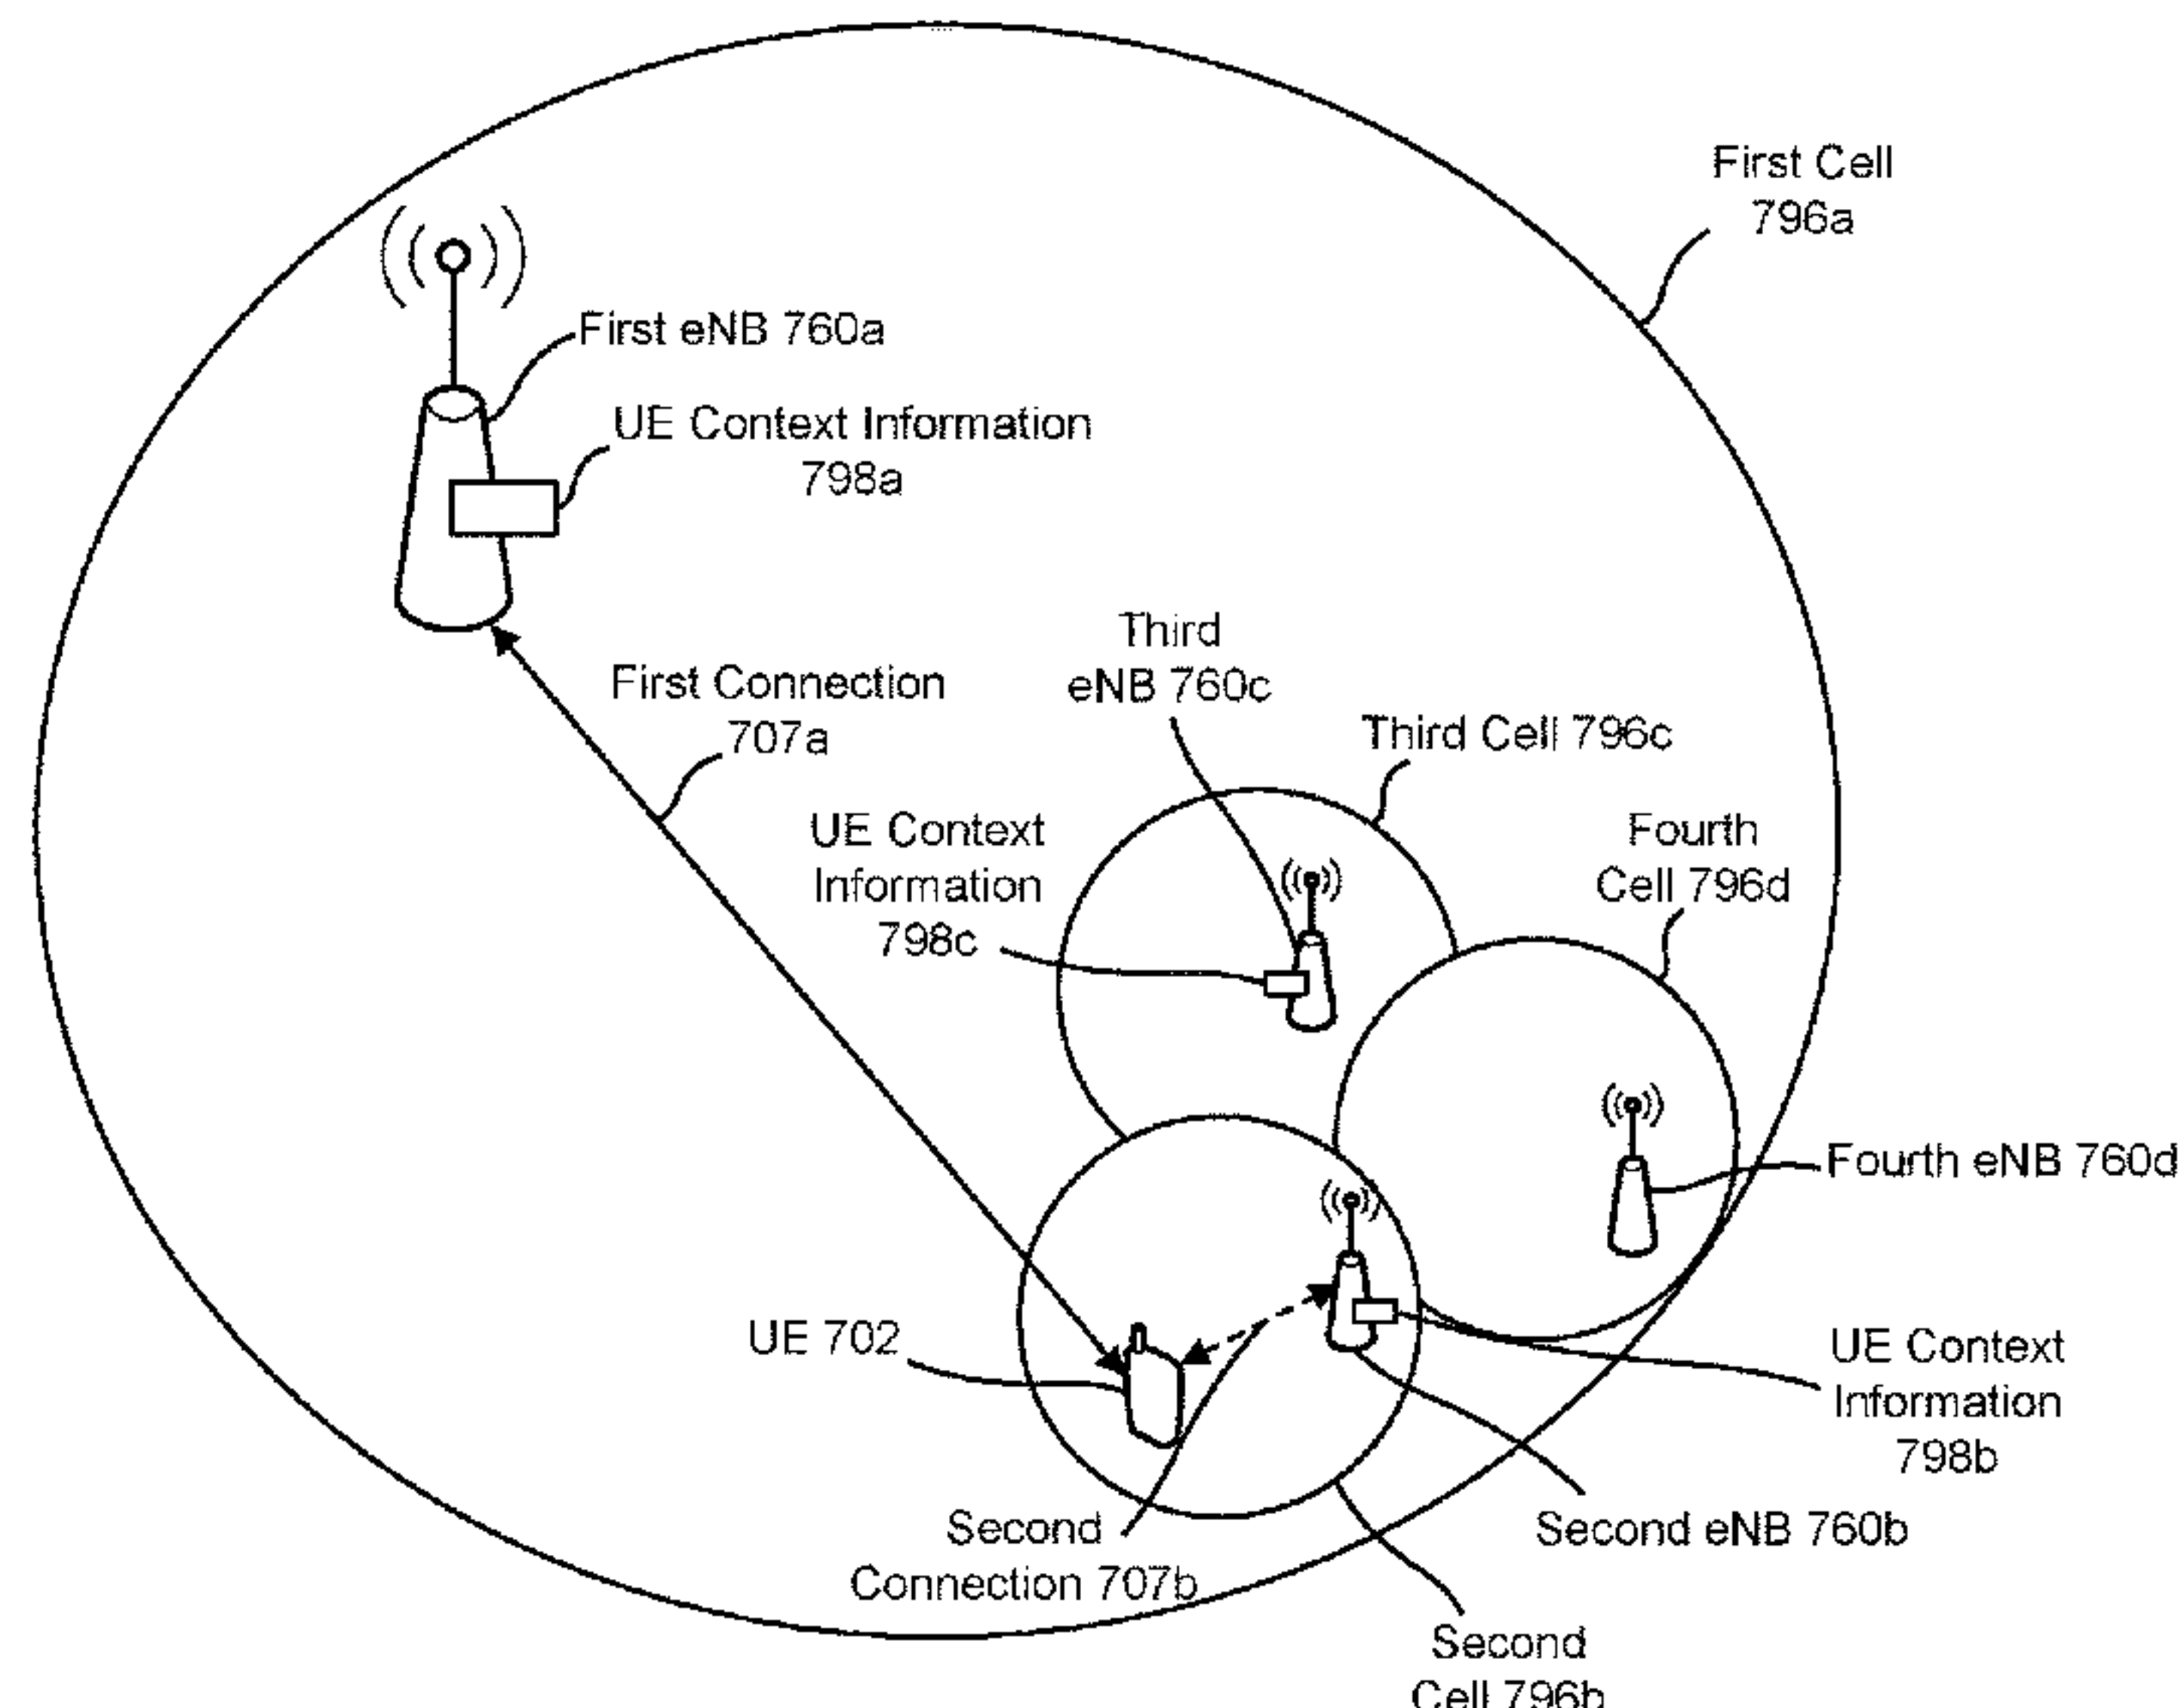 First Cell
796a
First eNB 760a
UE Context Information
798a
Third
eNB 760c
First Connection
707a
Third Cell 796c
UE Context
Information
798c
Fourth
Cell 796d
Fourth eNB 760d
UE 702
UE Context
Information
798b
Second
Connection 707b
Second eNB 760b
Second
Cell 796b